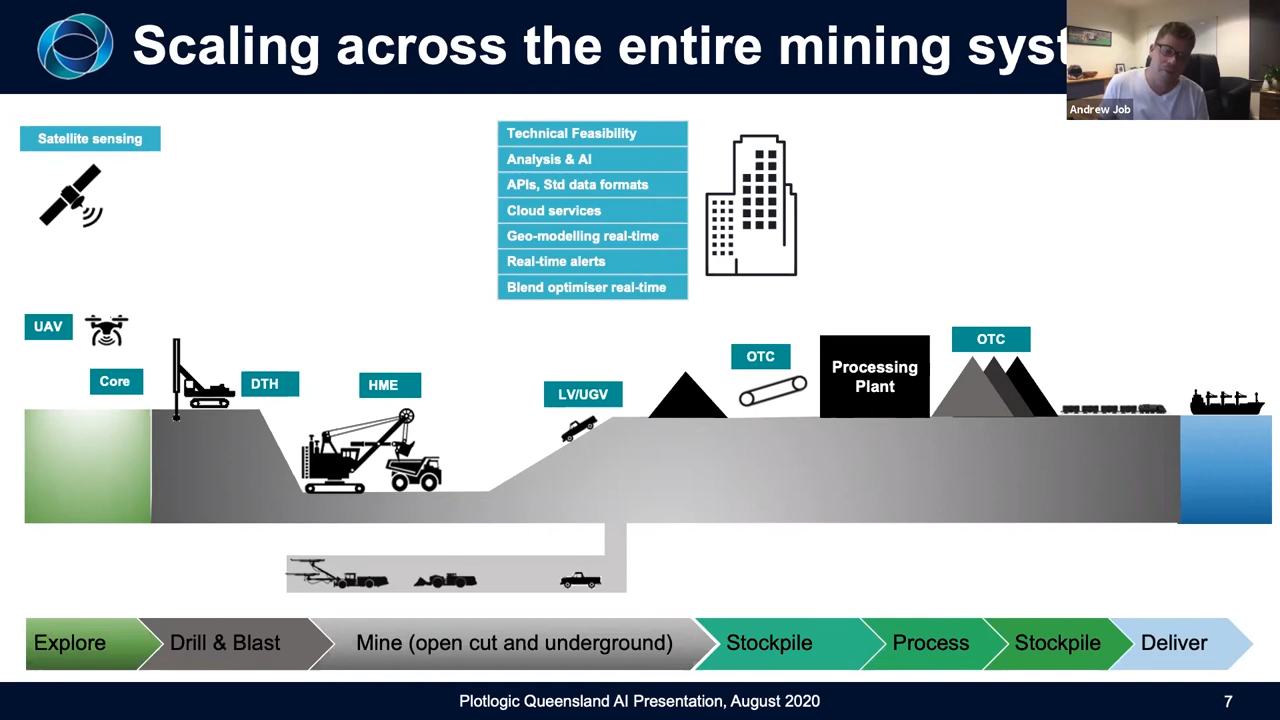 Scaling across the entire mining syst
Andrew Job
Satellite sensing
Technical Feasibility
Analysis & AI
APIs, Std data formats
Cloud services
Geo-modelling real-time
Real-time alerts
Blend optimiser real-time
UAV
Core
DTH
HME
LV/UGV
OTC
Processing
Plant
OTC
Explore
Drill & Blast
Mine (open cut and underground)
Stockpile
Process
Stockpile
Deliver
Plotlogic Queensland AI Presentation, August 2020
7